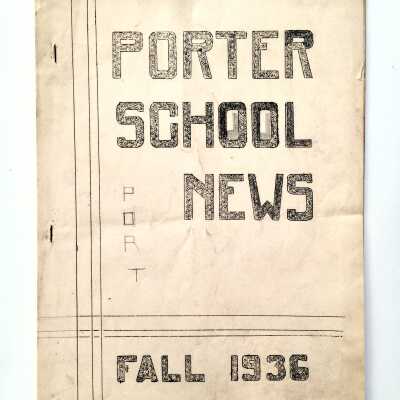 PORTER
SCHOOL
NEWS
P
O
R
T
FALL 1936